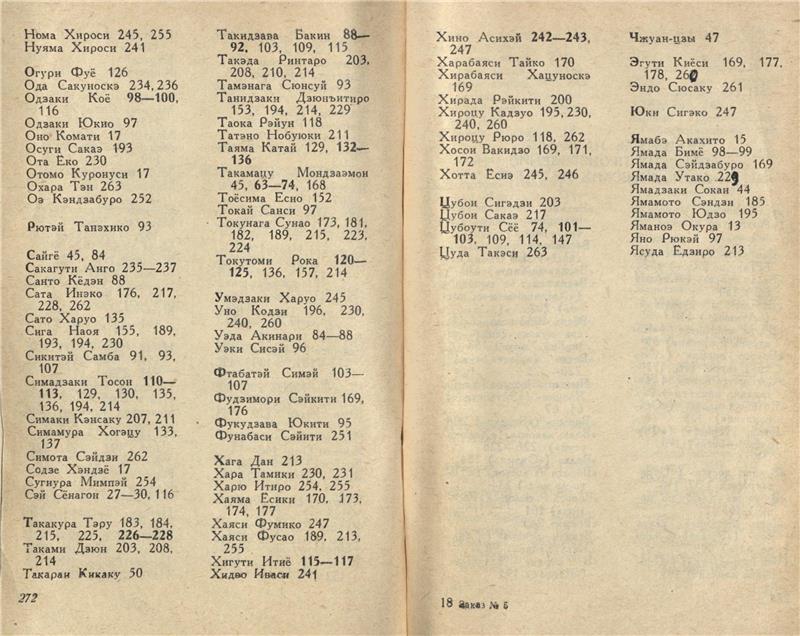 Нома Хироси 245, 255
Нуяма Хироси 241
Огури Фуё 126
Ода Сакуноскэ 234, 236
Одзаки Коё 98—100,
116
Одзаки Юкио 97
Оно Комати 17
Осуги Сакаэ 193
Ота Еко 230
Отомо Куронуси 17
Охара Тэн 263
Оэ Кэндзабуро 252
Рютэй Танэхико 93
Сайгё 45, 84
Сакагути Анго 235—237
Санто Кёдэн 88
Сата Инэко 176, 217,
228, 262
Сато Харуо 135
Сига Наоя 155, 189,
193, 194, 230
Сикитэй Самба 91, 93,
107
Симадзаки Тосон 110—
113, 129, 130, 135,
136, 194, 214
Симаки Кэнсаку 207, 211
Симамура Хогэцу 133,
137
Симота Сэйдзи 262
Содзе Хэндзё 17
Сугиура Мимпэй 254
Сэй Сёнагон 27—30, 116
Такакура Тэру 183, 184,
215, 225, 226—228
Таками Дзюн 203, 208,
214
Такараи Кикаку 50
272
Такидзава Бакин 88—
92, 103, 109, 115
Такэда Ринтаро 203,
208, 210, 214
Тамэнага Сюнсуй 93
Танидзаки Дзюнъитиро
153, 194, 214, 229
Таока Рэйун 118
Татэно Нобуюки 211
Таяма Катай 129, 132—
136
Такамацу Мондзаэмон
45, 63—74, 168
Тоёсима Есио 152
Токай Санси 97
Токунага Сунао 173, 181,
182, 189, 215, 223,
224
Токутоми Рока 120—
125, 136, 157, 214
Умэдзаки Харуо 245
Уно Кодзи 196, 230,
240, 260
Уэда Акинари 84—88
Уэки Сисэй 96
Фтабатэй Симэй 103—
107
Фудзимори Сэйкити 169,
176
Фукудзава Юкити 95
Фунабаси Сэйити 251
Хага Дан 213
Хара Тамики 230, 231
Харю Итиро 254, 255
Хаяма Ёсики 170, 173,
174, 177
Хаяси Фумико 247
Хаяси Фусао 189, 213,
255
Хигути Итиё 115—117
Хидэо Иваси 241
Хино Асихэй 242—243,
247
Харабаяси Тайко 170
Хирабаяси Хацуноскэ
169
Хирада Рэйкити 200
Хироцу Кадзуо 195, 230,
240, 260
Хироцу Рюро 118, 262
Хосои Вакидзо 169, 171,
172
Хотта Ёсиэ 245, 246
Цубои Сигэдзи 203
Цубои Сакаэ 217
Цубоути Сёё 74, 101—
103, 109, 114, 147
Цуда Такэси 263
18 Заказ № 5
Чжуан-цзы 47
Эгути Киёси 169, 177,
178, 260
Эндо Сюсаку 261
Юки Сигэко 247
Ямабэ Акахито 15
Ямада Бимё 98—99
Ямада Сэйдзабуро 169
Ямада Утако 229
Ямадзаки Сокан 44
Ямамото Сэндзи 185
Ямамото Юдзо 195
Яманоэ Окура 13
Яно Рюкэй 97
Ясуда Ёдзиро 213